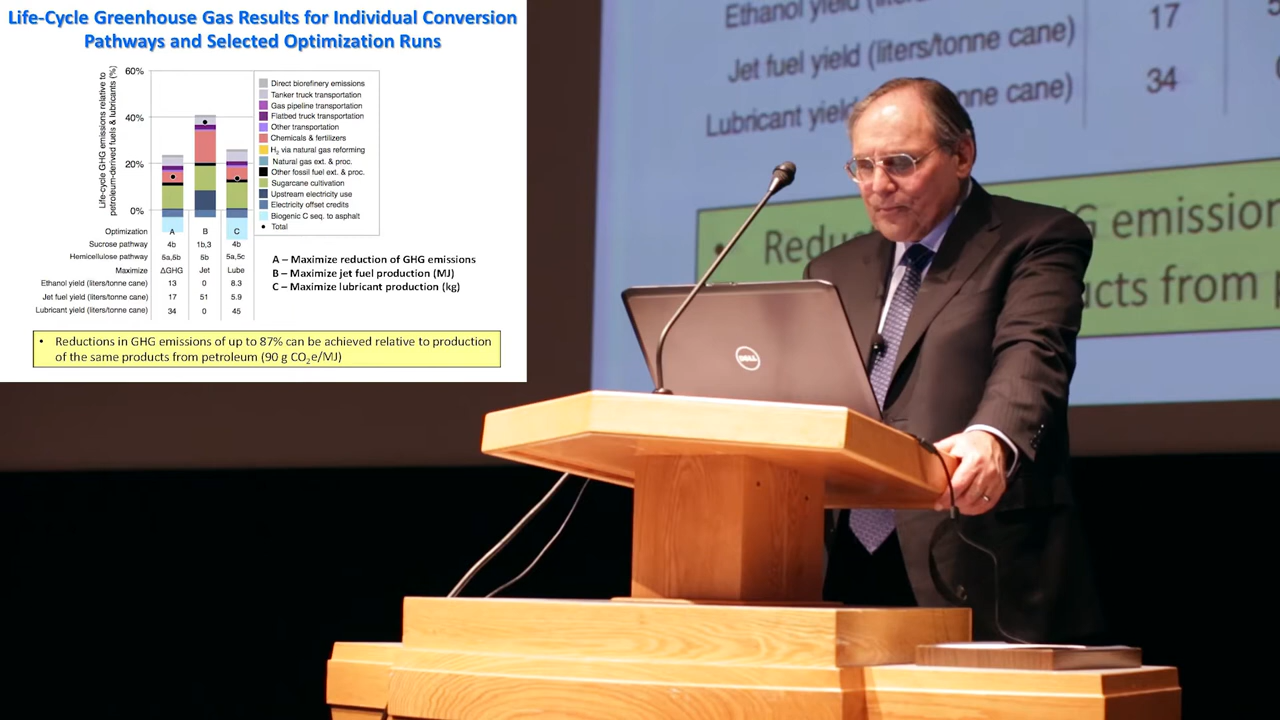 Life-Cycle Greenhouse Gas Results for Individual Conversion
Pathways and Selected Optimization Runs
Life-cycle GHG emissions relative to
petroleum-derived fuels & lubricants (%)
60%
40%
20%
0%
Direct biorefinery emissions
Tanker truck transportation
Gas pipeline transportation
Flatbed truck transportation
Other transportation
Chemicals & fertilizers
H2 via natural gas reforming
Natural gas ext. & proc.
Other fossil fuel ext. & proc.
Sugarcane cultivation
Upstream electricity use
Electricity offset credits
Biogenic C seq. to asphalt
Total
Optimization A B C
Sucrose pathway 4b 1b,3 4b
Hemicellulose pathway 5a,5b 5b 5a,5c
Maximize ΔGHG Jet Lube
Ethanol yield (liters/tonne cane) 13 0 8.3
Jet fuel yield (liters/tonne cane) 17 51 5.9
Lubricant yield (liters/tonne cane) 34 0 45
A – Maximize reduction of GHG emissions
B – Maximize jet fuel production (MJ)
C – Maximize lubricant production (kg)
• Reductions in GHG emissions of up to 87% can be achieved relative to production
of the same products from petroleum (90 g CO2e/MJ)
Ethanol yield
Jet fuel yield (liters/tonne cane) 17
Lubricant tonne cane) 34
emission
from
DELL